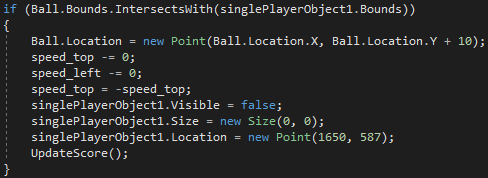 if (Ball.Bounds.IntersectsWith(singlePlayerObject1.Bounds))
{
    Ball.Location = new Point(Ball.Location.X, Ball.Location.Y + 10);
    speed_top -= 0;
    speed_left -= 0;
    speed_top = -speed_top;
    singlePlayerObject1.Visible = false;
    singlePlayerObject1.Size = new Size(0, 0);
    singlePlayerObject1.Location = new Point(1650, 587);
    UpdateScore();
}